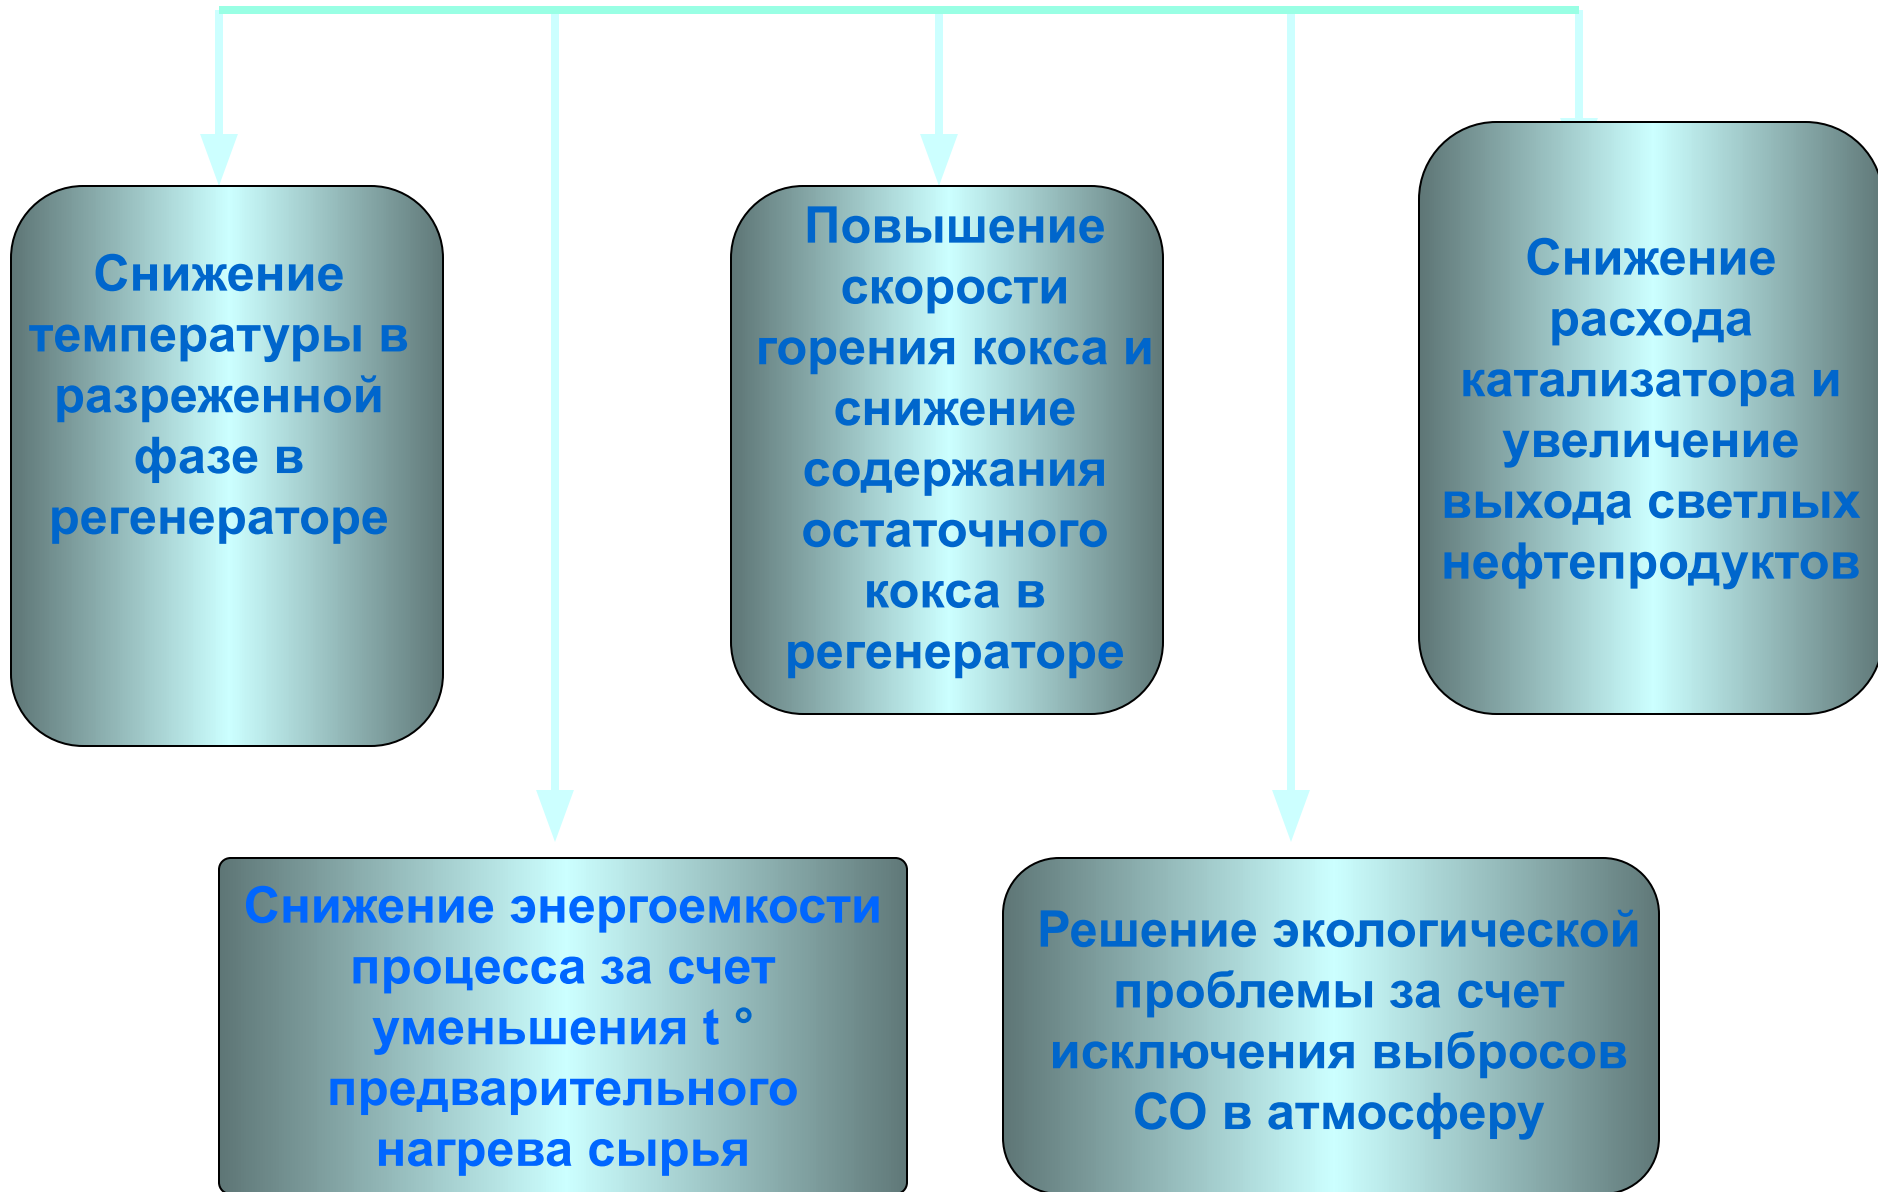 Снижение
температуры в
разреженной
фазе в
регенераторе
Повышение
скорости
горения кокса и
снижение
содержания
остаточного
кокса в
регенераторе
Снижение
расхода
катализатора и
увеличение
выхода светлых
нефтепродуктов
Снижение энергоемкости
процесса за счет
уменьшения t °
предварительного
нагрева сырья
Решение экологической
проблемы за счет
исключения выбросов
СО в атмосферу